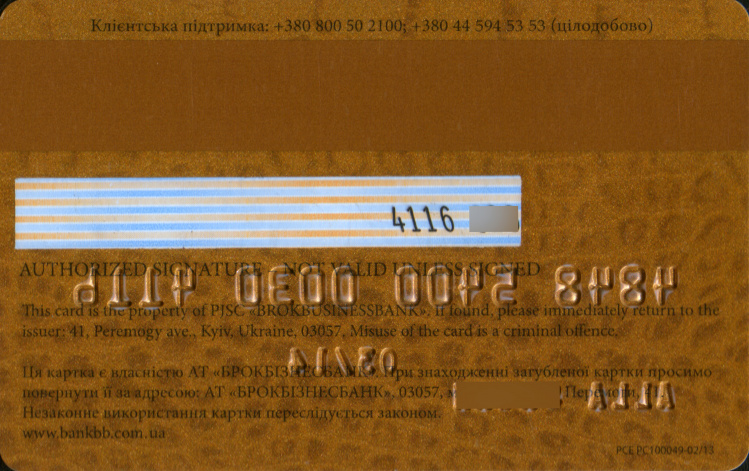 Клієнтська підтримка: +380 800 50 2100; +380 44 594 53 53 (цілодобово)
4116
AUTHORIZED SIGNATURE - NOT VALID UNLESS SIGNED
This card is the property of PJSC «BROKBUSINESSBANK». If found, please immediately return to the
issuer: 41, Peremogy ave., Kyiv, Ukraine, 03057. Misuse of the card is a criminal offence.
Ця картка є власністю АТ «БРОКБІЗНЕСБАНК». При знаходженні загубленої картки просимо
повернути її за адресою: АТ «БРОКБІЗНЕСБАНК», 03057, м Перемоги, 41.
Незаконне використання картки переслідується законом.
www.bankbb.com.ua
PCE PC100049-02/13